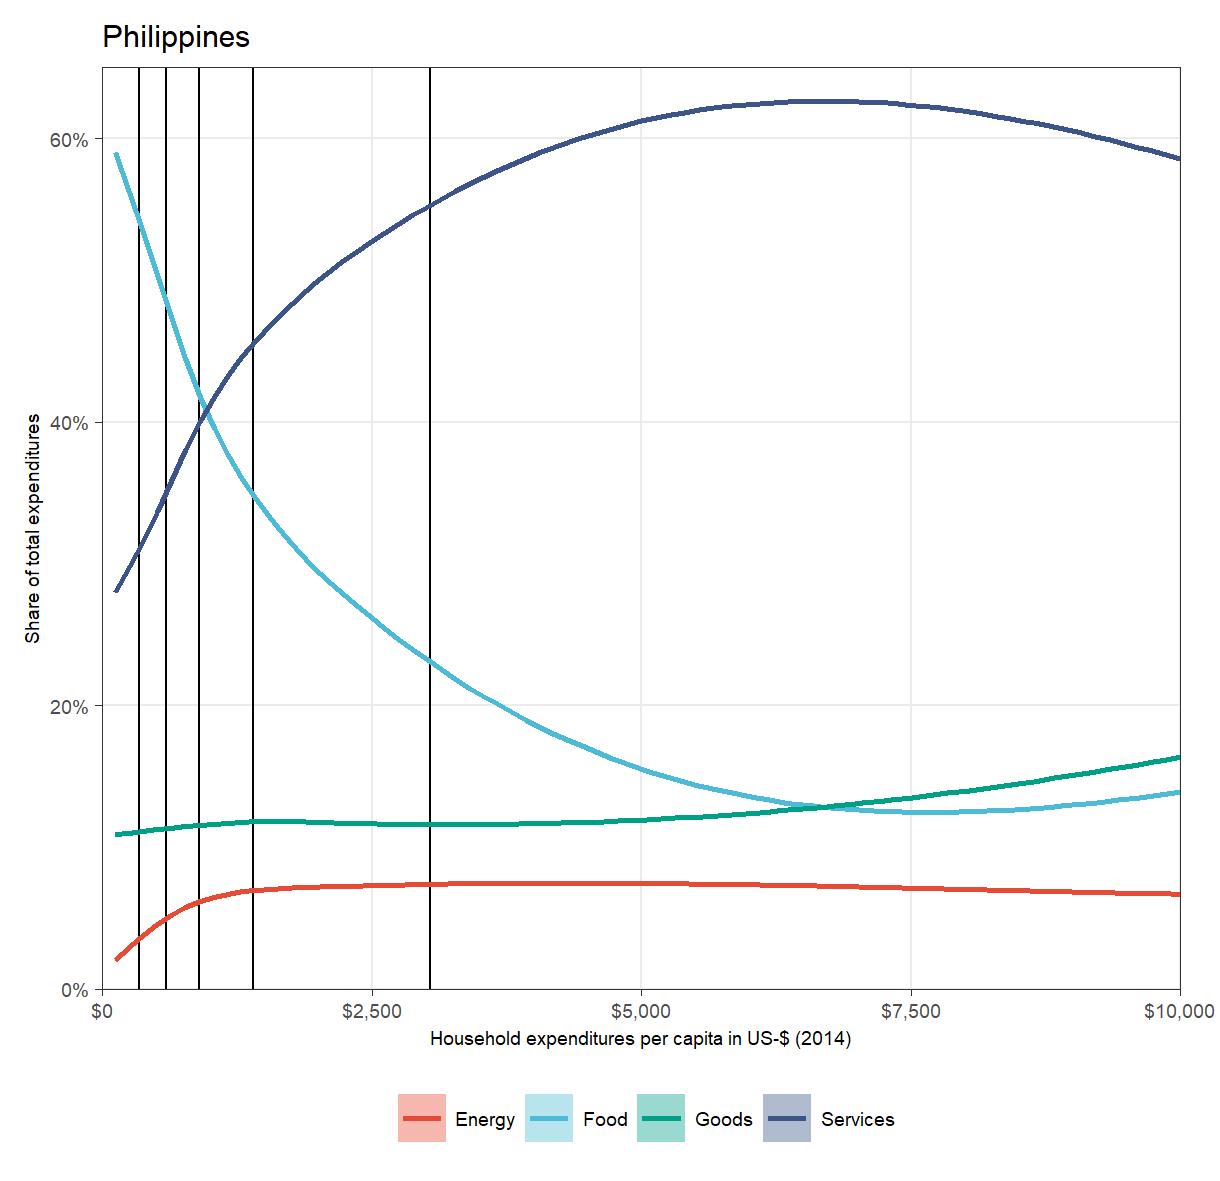 Philippines
60%
40%
20%
0%
Share of total expenditures
$0 $2,500 $5,000 $7,500 $10,000
Household expenditures per capita in US-$ (2014)
Energy Food Goods Services